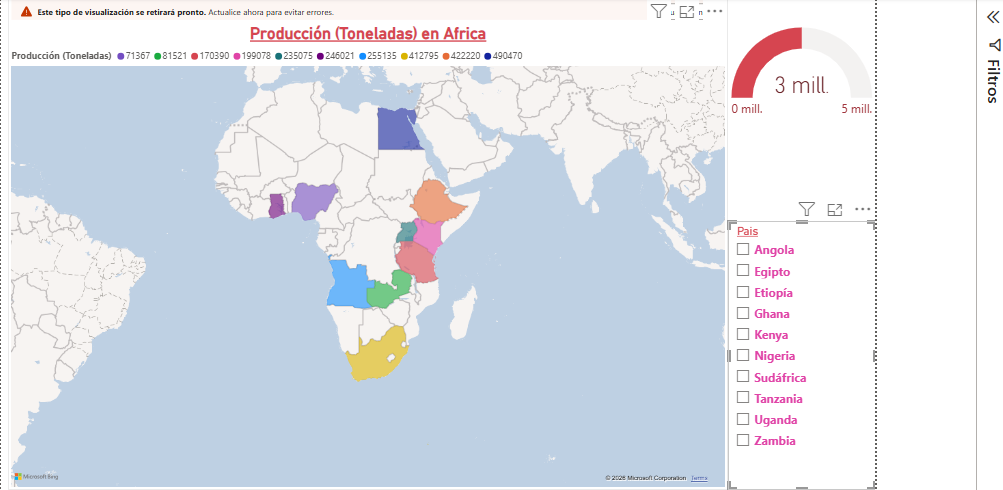 Este tipo de visualización se retirará pronto. Actualice ahora para evitar errores.
Producción (Toneladas) en Africa
Producción (Toneladas) 71367 81521 170390 199078 235075 246021 255135 412795 422220 490470
3 mill.
0 mill. 5 mill.
Filtros
Pais
Angola
Egipto
Etiopía
Ghana
Kenya
Nigeria
Sudáfrica
Tanzania
Uganda
Zambia
Microsoft Bing
© 2026 Microsoft Corporation Terms